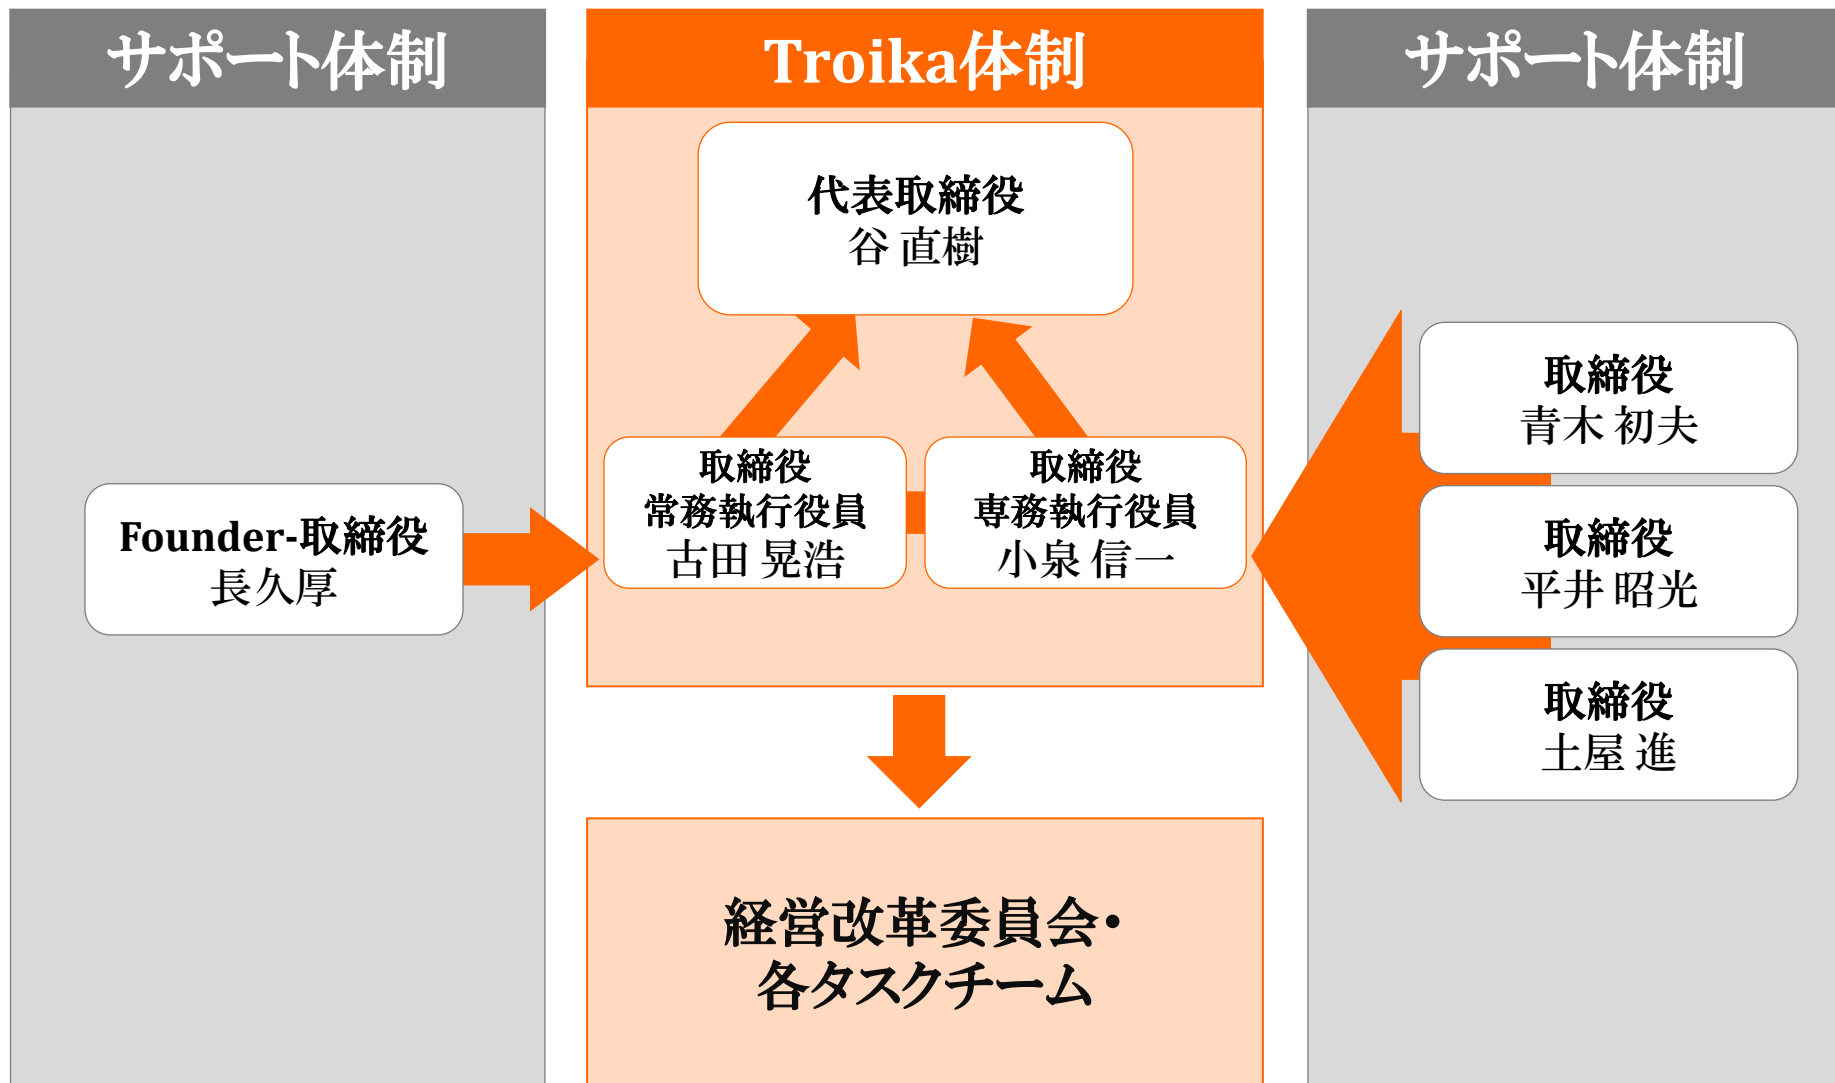 サポート体制
Founder-取締役
長久厚
Troika体制
代表取締役
谷 直樹
取締役
常務執行役員
古田 晃浩
取締役
専務執行役員
小泉 信一
経営改革委員会・
各タスクチーム
サポート体制
取締役
青木 初夫
取締役
平井 昭光
取締役
土屋 進